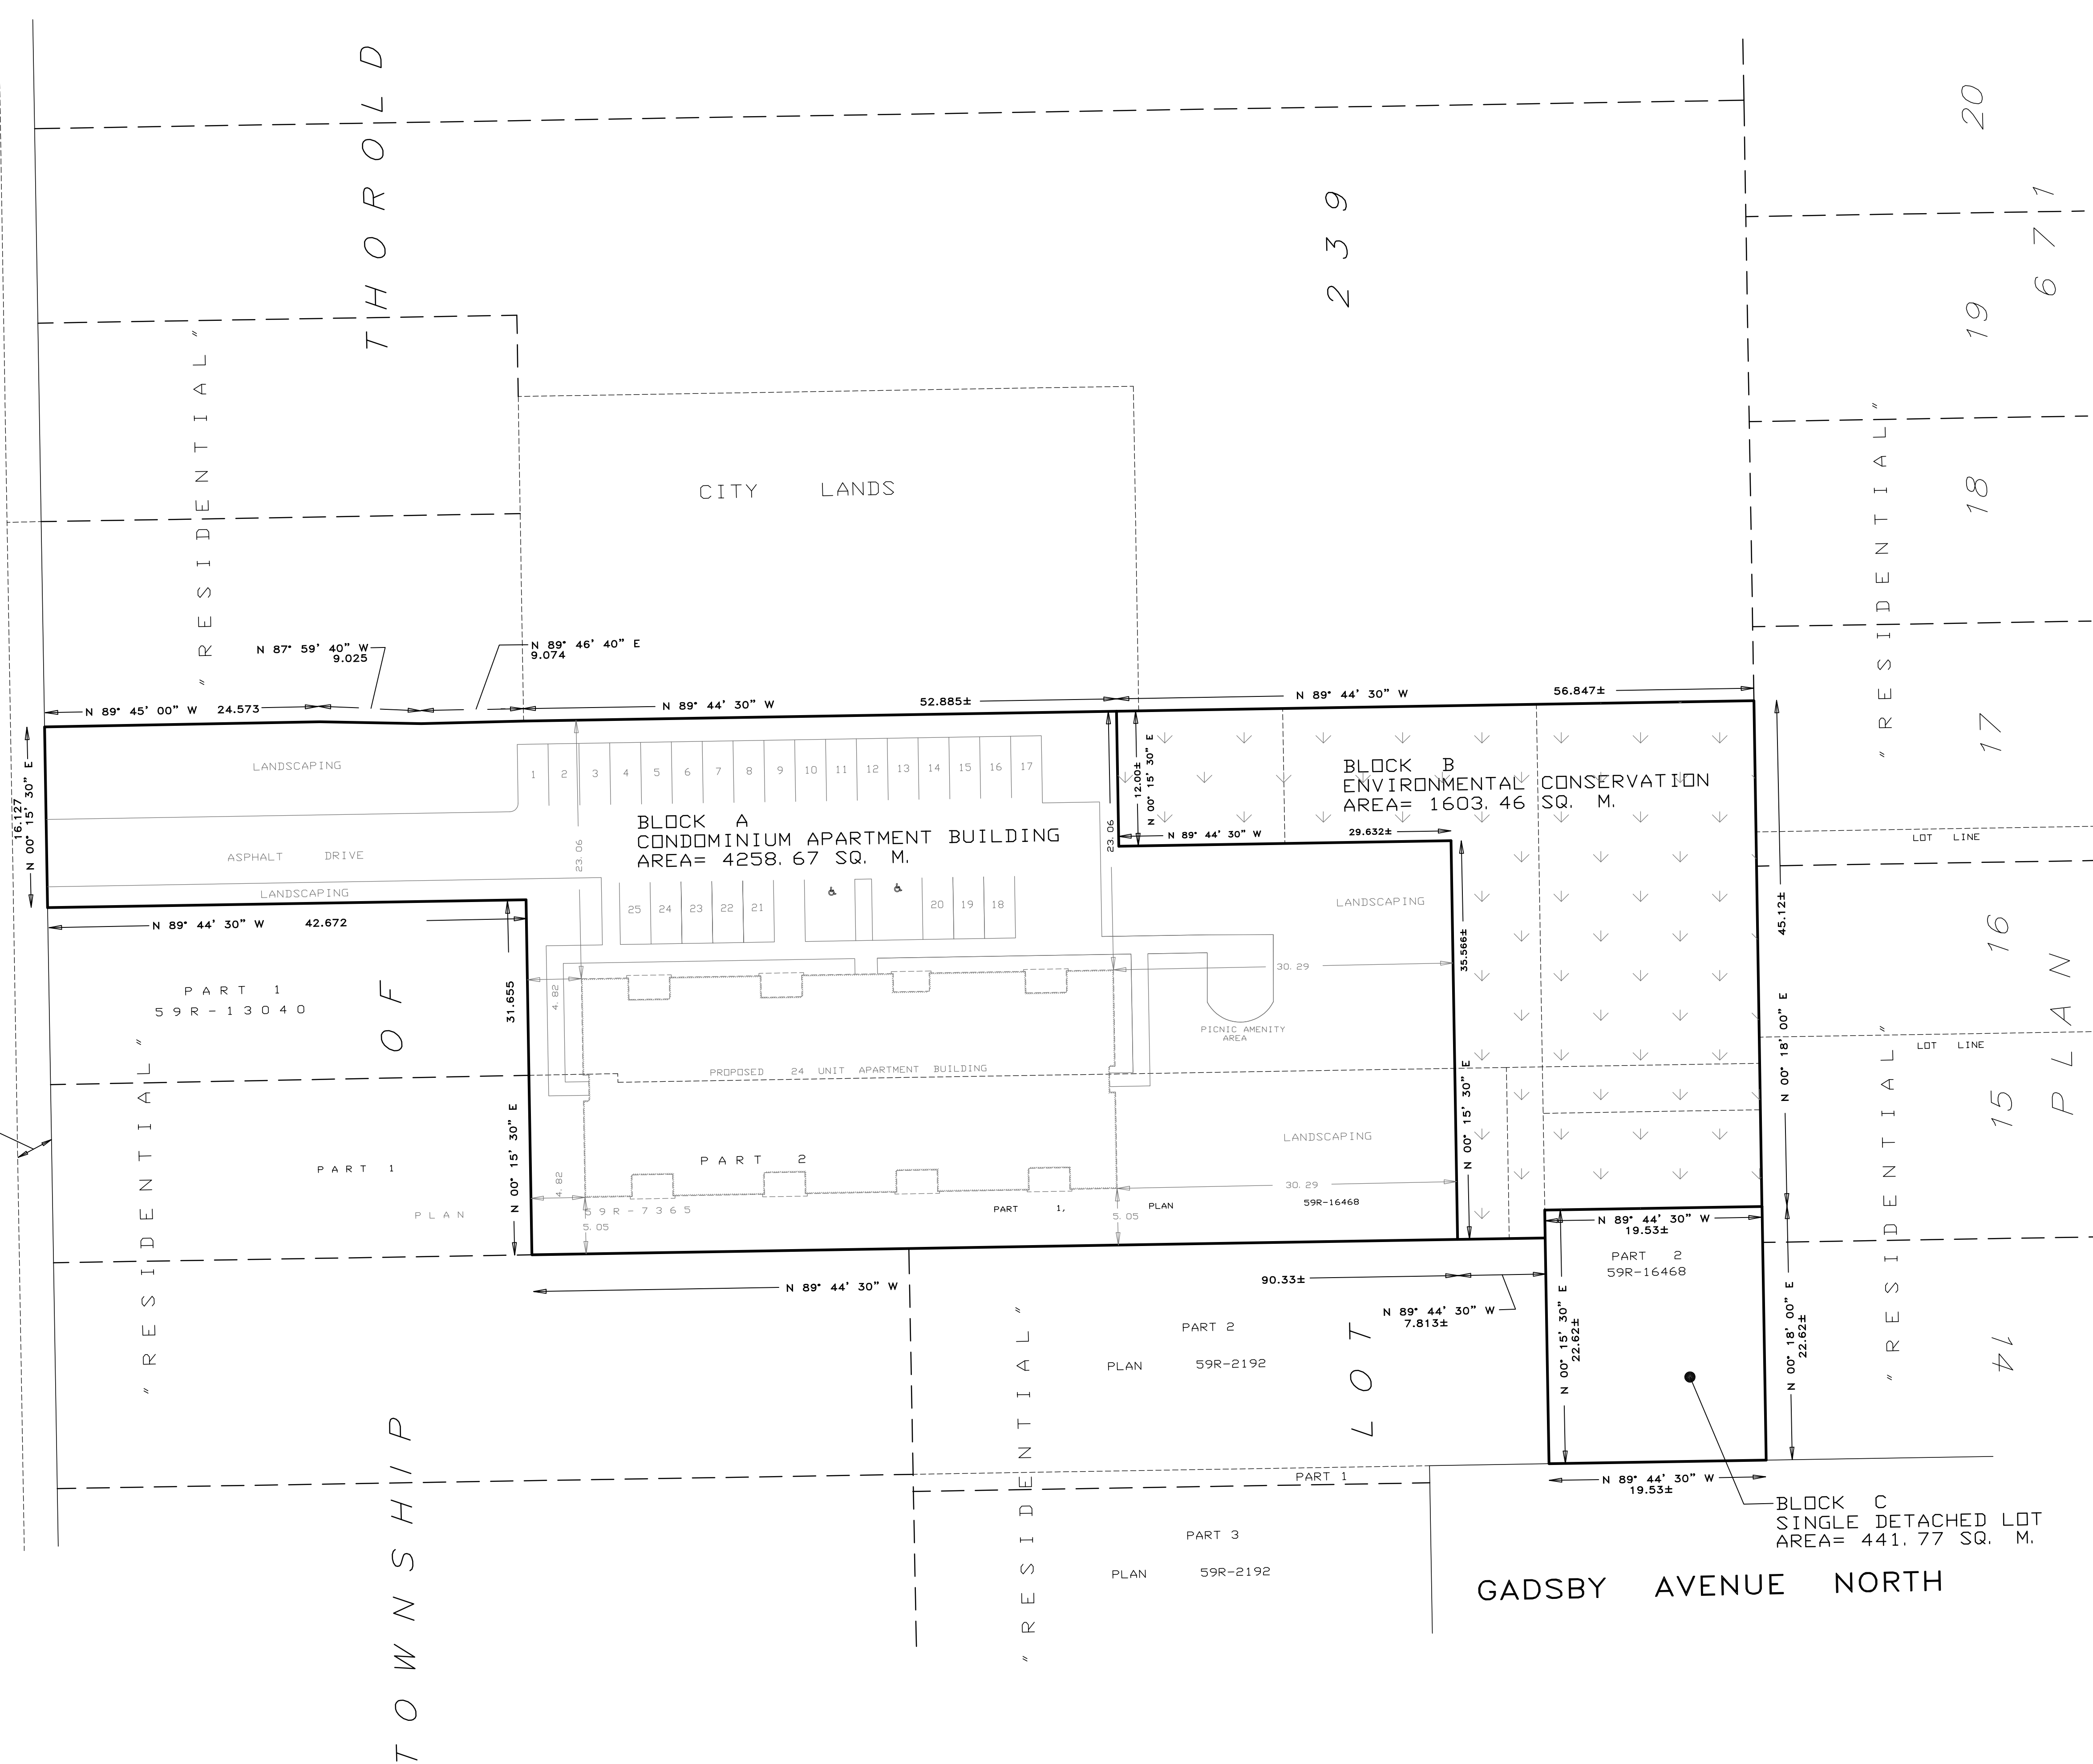 THOROLD
239
20
19
671
18
17
16
15
14
PLAN
"RESIDENTIAL"
"RESIDENTIAL"
CITY LANDS
N 87° 59' 40" W
9.025
N 89° 46' 40" E
9.074
N 89° 45' 00" W 24.573
N 89° 44' 30" W 52.885±
N 89° 44' 30" W 56.847±
16.127
N 00° 15' 30" E
LANDSCAPING
ASPHALT DRIVE
LANDSCAPING
1 2 3 4 5 6 7 8 9 10 11 12 13 14 15 16 17
23.06
23.06
12.00±
N 00° 15' 30" E
BLOCK A
CONDOMINIUM APARTMENT BUILDING
AREA= 4258.67 SQ. M.
BLOCK B
ENVIRONMENTAL CONSERVATION
AREA= 1603.46 SQ. M.
N 89° 44' 30" W 29.632±
25 24 23 22 21
20 19 18
LANDSCAPING
LOT LINE
45.12±
N 00° 18' 00" E
LOT LINE
N 89° 44' 30" W 42.672
PART 1
59R-13040
OF
31.655
N 00° 15' 30" E
4.82
30.29
35.566±
N 00° 15' 30" E
PICNIC AMENITY
AREA
PROPOSED 24 UNIT APARTMENT BUILDING
LANDSCAPING
"RESIDENTIAL"
PART 1
PLAN
PART 2
59R-7365
4.82
5.05
PART 1, PLAN 59R-16468
5.05
30.29
N 89° 44' 30" W 90.33±
N 89° 44' 30" W
7.813±
N 89° 44' 30" W
19.53±
PART 2
59R-16468
N 00° 15' 30" E
22.62±
N 00° 18' 00" E
22.62±
"RESIDENTIAL"
"RESIDENTIAL"
PART 2
PLAN 59R-2192
LOT
PART 1
PART 3
PLAN 59R-2192
N 89° 44' 30" W
19.53±
BLOCK C
SINGLE DETACHED LOT
AREA= 441.77 SQ. M.
GADSBY AVENUE NORTH
TOWNSHIP